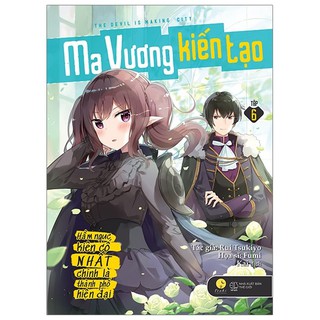 THE DEVIL IS MAKING CITY
Ma Vương kiến tạo
TẬP
6
Hầm ngục
kiên cố
NHẤT
chính là
thành phố
hiện đại
Tác giả: Rui Tsukiyo
Họa sĩ: Fumi